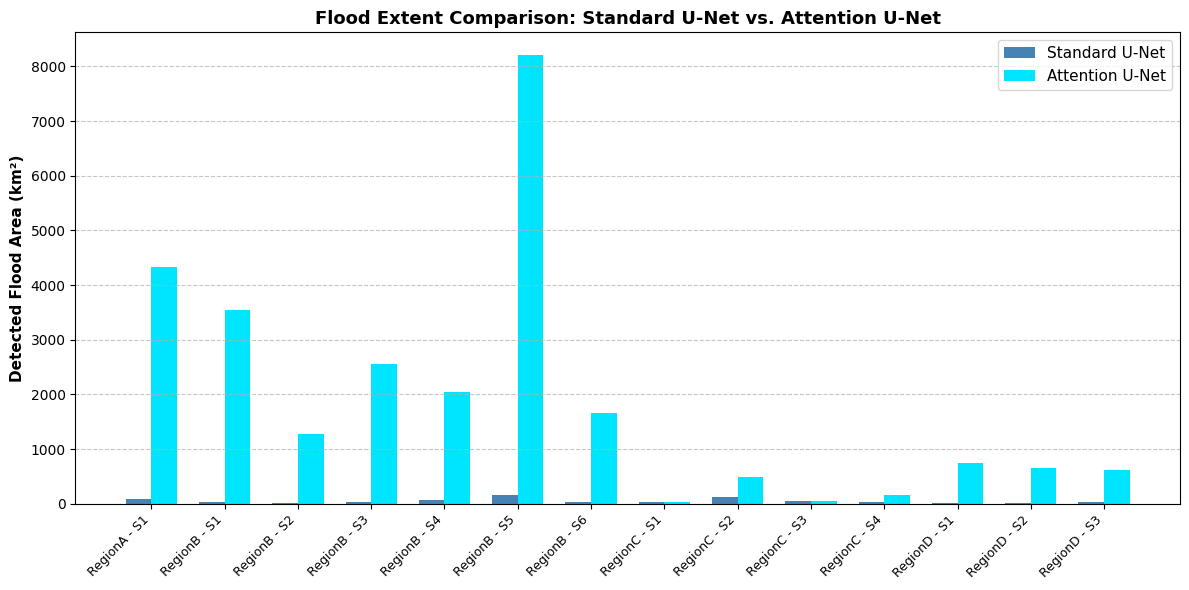 Flood Extent Comparison: Standard U-Net vs. Attention U-Net
Standard U-Net
Attention U-Net
Detected Flood Area (km²)
8000
7000
6000
5000
4000
3000
2000
1000
0
RegionA - S1
RegionB - S1
RegionB - S2
RegionB - S3
RegionB - S4
RegionB - S5
RegionB - S6
RegionC - S1
RegionC - S2
RegionC - S3
RegionC - S4
RegionD - S1
RegionD - S2
RegionD - S3